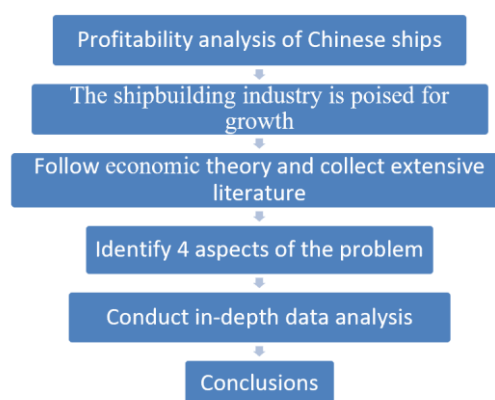 Profitability analysis of Chinese ships
The shipbuilding industry is poised for
growth
Follow economic theory and collect extensive
literature
Identify 4 aspects of the problem
Conduct in-depth data analysis
Conclusions